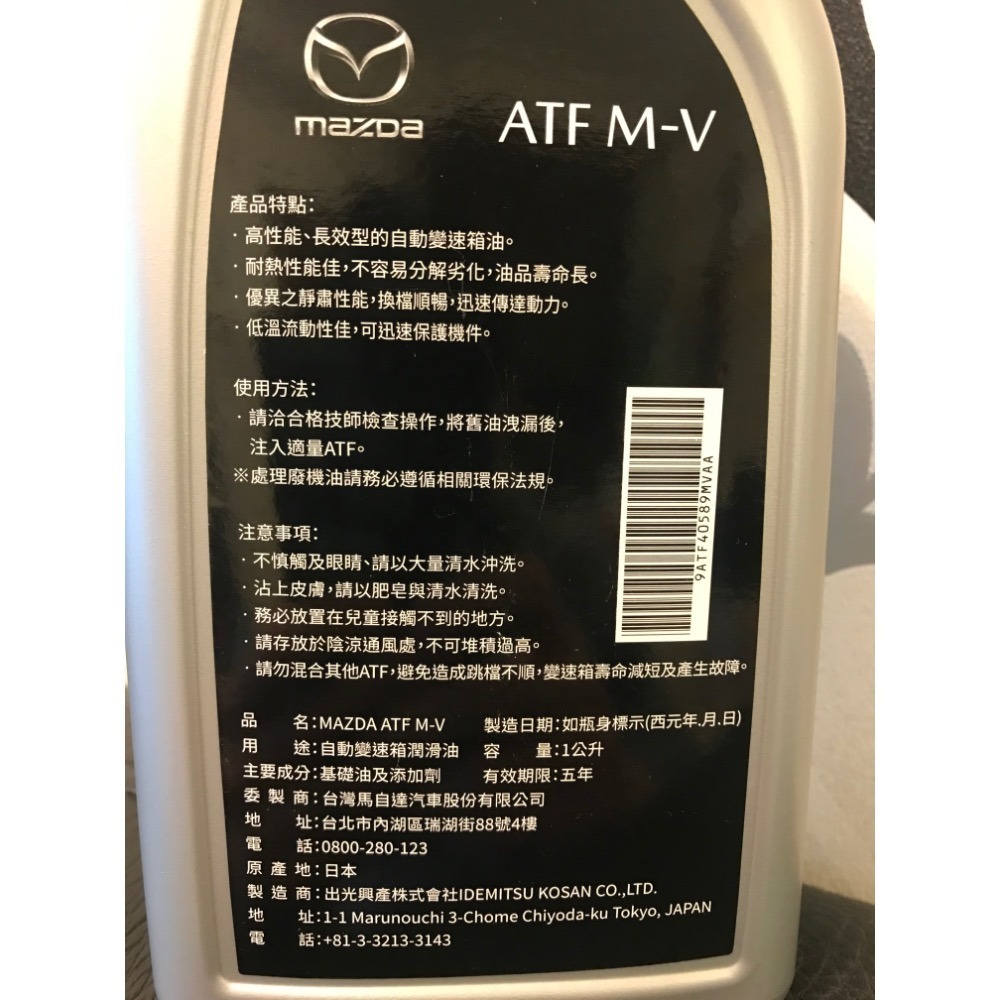 mazda
ATF M-V
產品特點：
·高性能、長效型的自動變速箱油。
·耐熱性能佳，不容易分解劣化，油品壽命長。
·優異之靜肅性能，換檔順暢，迅速傳達動力。
·低溫流動性佳，可迅速保護機件。
使用方法：
·請洽合格技師檢查操作，將舊油洩漏後，
注入適量ATF。
※處理廢機油請務必遵循相關環保法規。
9ATF40589MVAA
注意事項：
·不慎觸及眼睛、請以大量清水沖洗。
·沾上皮膚，請以肥皂與清水清洗。
·務必放置在兒童接觸不到的地方。
·請存放於陰涼通風處，不可堆積過高。
·請勿混合其他ATF，避免造成跳檔不順，變速箱壽命減短及產生故障。
品 名：MAZDA ATF M-V 製造日期：如瓶身標示(西元年.月.日)
用 途：自動變速箱潤滑油 容 量：1公升
主要成分：基礎油及添加劑 有效期限：五年
委 製 商：台灣馬自達汽車股份有限公司
地 址：台北市內湖區瑞湖街88號4樓
電 話：0800-280-123
原 產 地：日本
製 造 商：出光興產株式會社IDEMITSU KOSAN CO.,LTD.
地 址：1-1 Marunouchi 3-Chome Chiyoda-ku Tokyo, JAPAN
電 話：+81-3-3213-3143